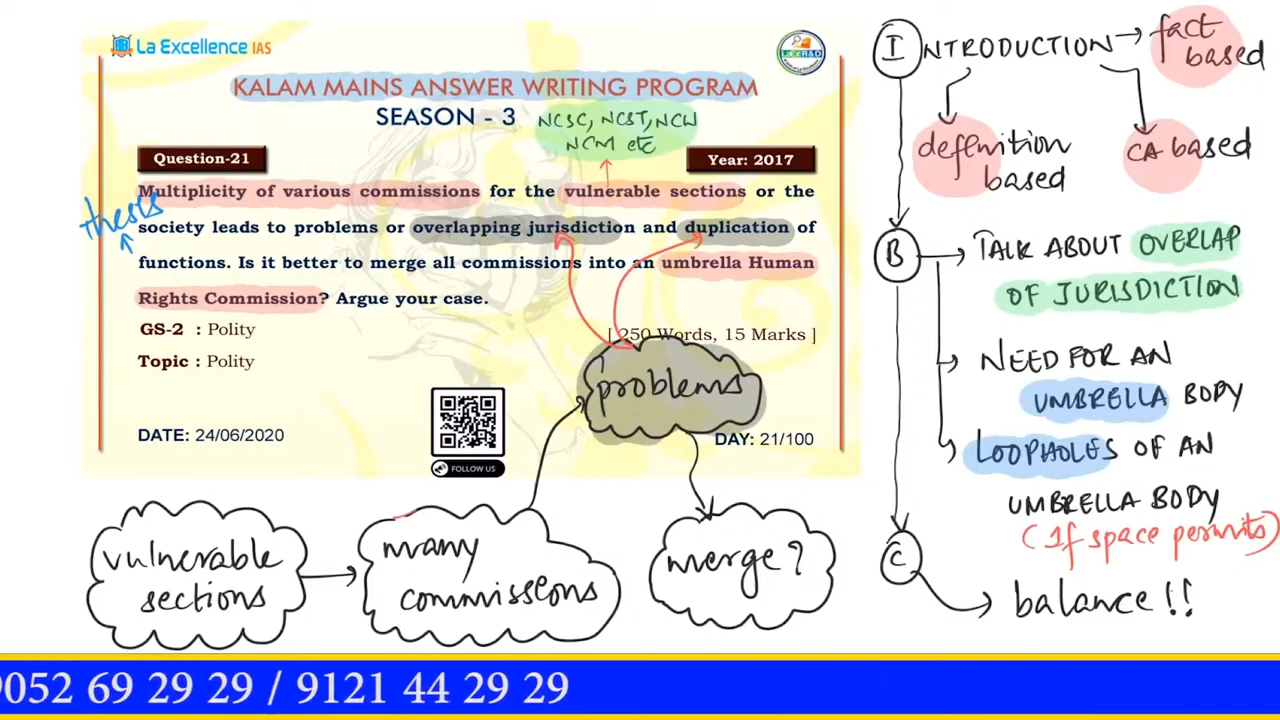 La Excellence IAS
LaEx R&D
KALAM MAINS ANSWER WRITING PROGRAM
SEASON - 3
NCSC, NCST, NCW
NCM etc
Question-21
Year: 2017
Multiplicity of various commissions for the vulnerable sections or the
society leads to problems or overlapping jurisdiction and duplication of
functions. Is it better to merge all commissions into an umbrella Human
Rights Commission? Argue your case.
thesis
GS-2 : Polity
[ 250 Words, 15 Marks ]
Topic : Polity
problems
DATE: 24/06/2020
FOLLOW US
DAY: 21/100
vulnerable
sections
many
commisseons
merge?
INTRODUCTION → fact
based
defenition
based
CA based
B
TALK ABOUT OVERLAP
OF JURISDICTION
NEED FOR AN
UMBRELLA BODY
LOOPHOLES OF AN
UMBRELLA BODY
(If space permits)
C
balance!!
9052 69 29 29 / 9121 44 29 29